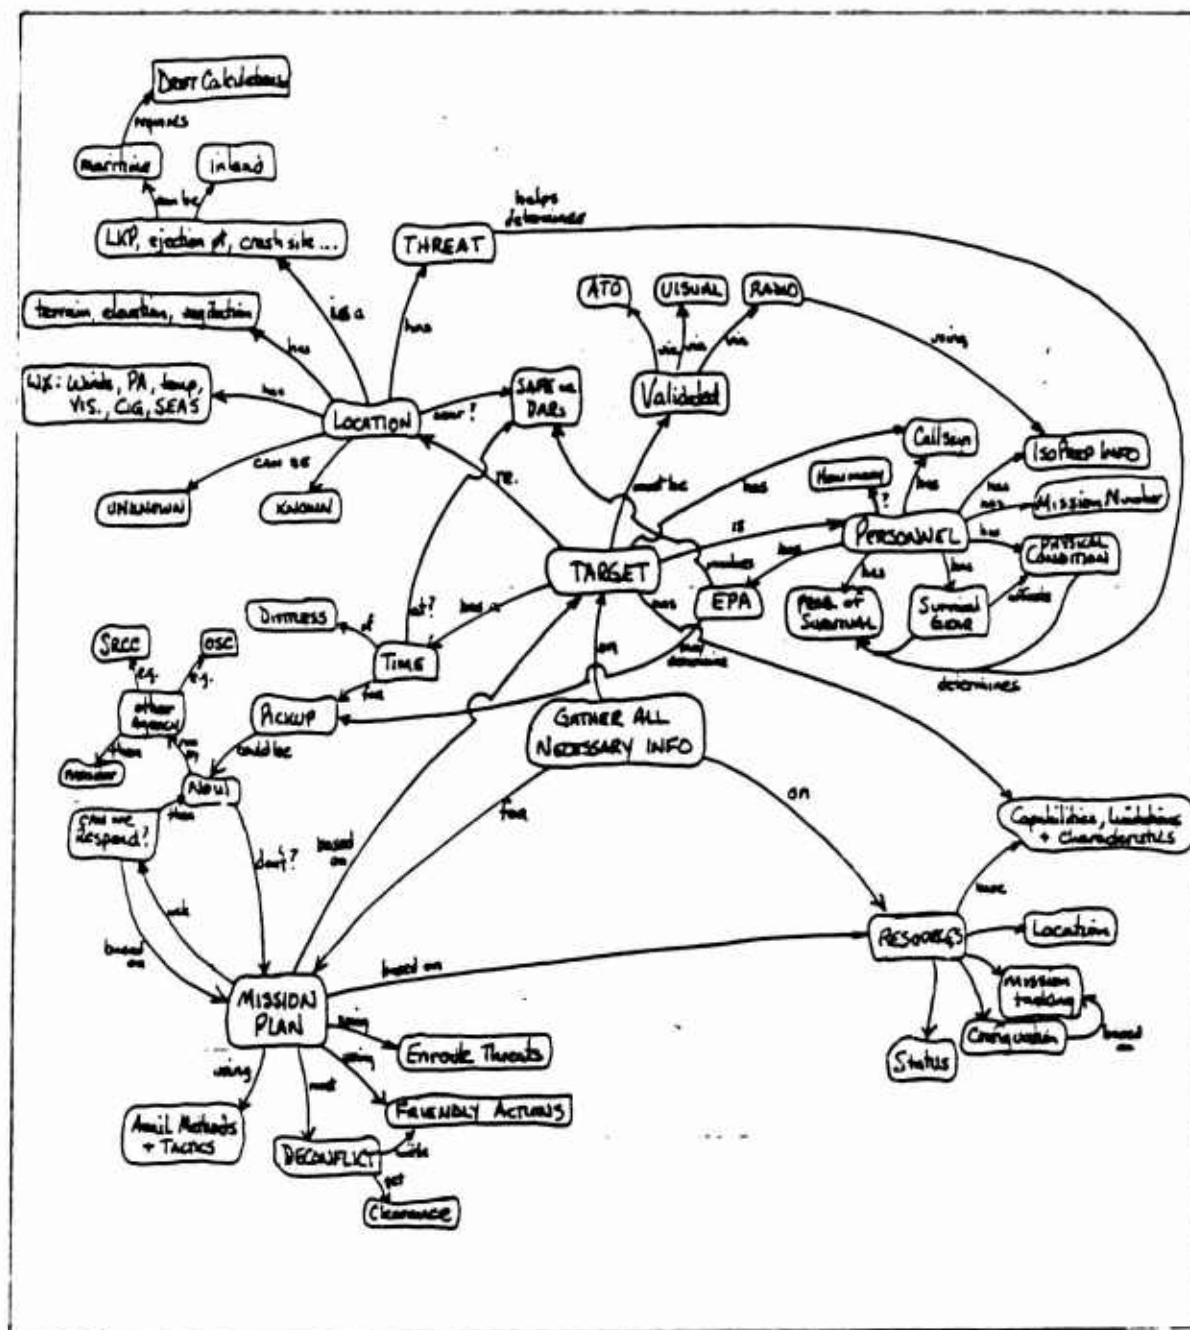 DRIFT Calculations
requires
maritime
inland
can be
LKP, ejection pt, crash site ...
helps
determines
THREAT
terrain, elevation, vegetation
is a
has
has
ATO
VISUAL
RADIO
via
via
via
using
WX: Winds, PA, temp,
VIS., CIG, SEAS
has
LOCATION
near?
SAFE or
DARs
Validated
Callsign
ISOPREP INFO
How many
?
has
has
has
Mission Number
CAN BE
UNKNOWN
KNOWN
re.
must be
has
is
PERSONNEL
has
has
PHYSICAL
CONDITION
TARGET
EPA
has
has
PROB. of
SURVIVAL
Survival
Gear
affects
determines
has a
has
may
determine
DITTLESS
of
at?
TIME
for
SRCC
OSC
e.g.
e.g.
other
agency
then
PICKUP
could be
on
GATHER ALL
NECESSARY INFO
Now!
can we
respond?
then
don't?
ask
based
on
based
on
for
on
Capabilities, Limitations
+ Characteristics
have
RESOURCES
Location
mission
tasking
Configuration
based
on
Status
MISSION
PLAN
based on
using
Enroute Threats
using
using
must
FRIENDLY ACTIONS
Avail Methods
+ TACTICS
DECONFLICT
with
get
Clearance